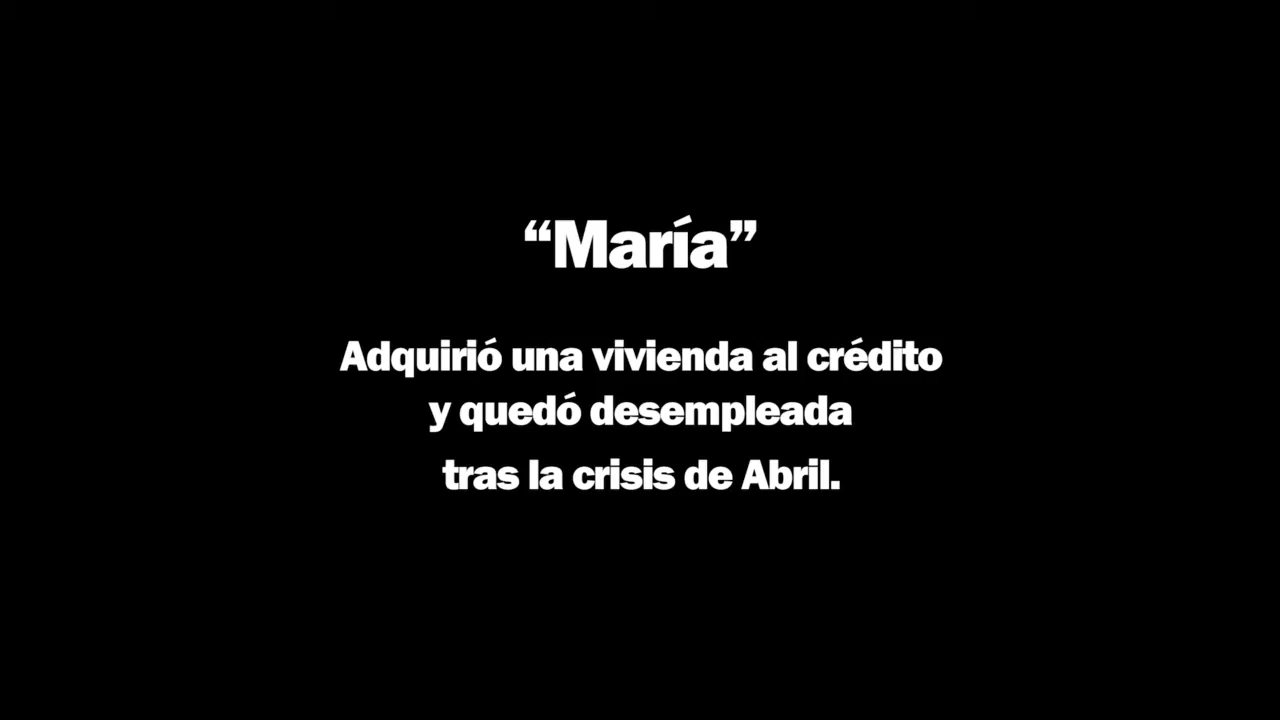 “María”
Adquirió una vivienda al crédito
y quedó desempleada
tras la crisis de Abril.